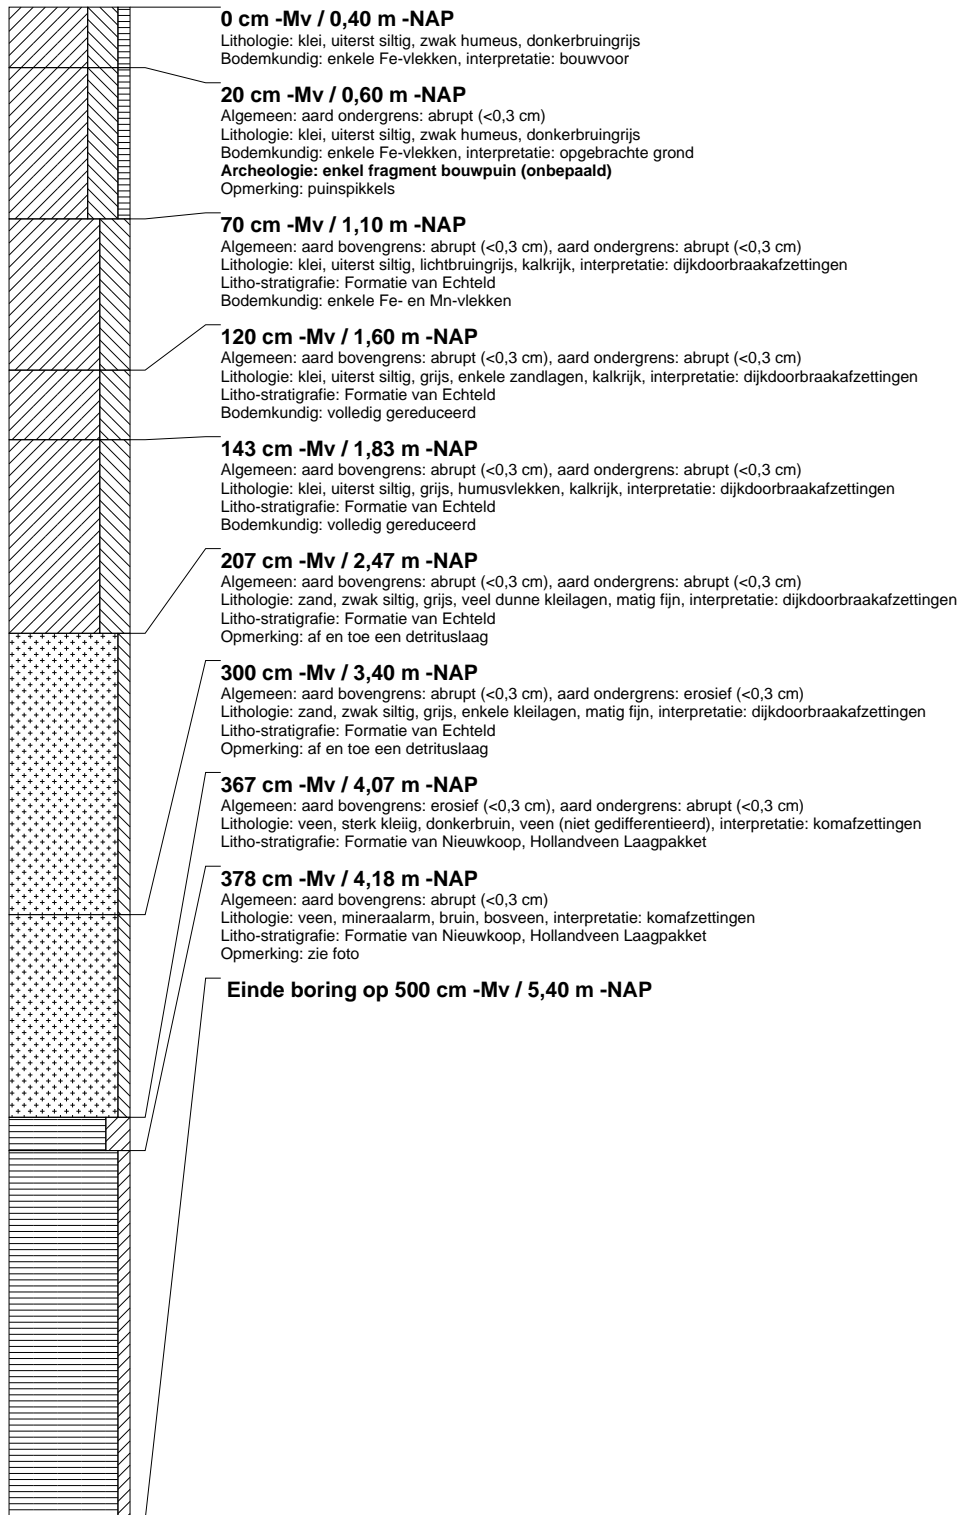 0 cm -Mv / 0,40 m -NAP
Lithologie: klei, uiterst siltig, zwak humeus, donkerbruingrijs
Bodemkundig: enkele Fe-vlekken, interpretatie: bouwvoor
20 cm -Mv / 0,60 m -NAP
Algemeen: aard ondergrens: abrupt (<0,3 cm)
Lithologie: klei, uiterst siltig, zwak humeus, donkerbruingrijs
Bodemkundig: enkele Fe-vlekken, interpretatie: opgebrachte grond
Archeologie: enkel fragment bouwpuin (onbepaald)
Opmerking: puinspikkels
70 cm -Mv / 1,10 m -NAP
Algemeen: aard bovengrens: abrupt (<0,3 cm), aard ondergrens: abrupt (<0,3 cm)
Lithologie: klei, uiterst siltig, lichtbruingrijs, kalkrijk, interpretatie: dijkdoorbraakafzettingen
Litho-stratigrafie: Formatie van Echteld
Bodemkundig: enkele Fe- en Mn-vlekken
120 cm -Mv / 1,60 m -NAP
Algemeen: aard bovengrens: abrupt (<0,3 cm), aard ondergrens: abrupt (<0,3 cm)
Lithologie: klei, uiterst siltig, grijs, enkele zandlagen, kalkrijk, interpretatie: dijkdoorbraakafzettingen
Litho-stratigrafie: Formatie van Echteld
Bodemkundig: volledig gereduceerd
143 cm -Mv / 1,83 m -NAP
Algemeen: aard bovengrens: abrupt (<0,3 cm), aard ondergrens: abrupt (<0,3 cm)
Lithologie: klei, uiterst siltig, grijs, humusvlekken, kalkrijk, interpretatie: dijkdoorbraakafzettingen
Litho-stratigrafie: Formatie van Echteld
Bodemkundig: volledig gereduceerd
207 cm -Mv / 2,47 m -NAP
Algemeen: aard bovengrens: abrupt (<0,3 cm), aard ondergrens: abrupt (<0,3 cm)
Lithologie: zand, zwak siltig, grijs, veel dunne kleilagen, matig fijn, interpretatie: dijkdoorbraakafzettingen
Litho-stratigrafie: Formatie van Echteld
Opmerking: af en toe een detrituslaag
300 cm -Mv / 3,40 m -NAP
Algemeen: aard bovengrens: abrupt (<0,3 cm), aard ondergrens: erosief (<0,3 cm)
Lithologie: zand, zwak siltig, grijs, enkele kleilagen, matig fijn, interpretatie: dijkdoorbraakafzettingen
Litho-stratigrafie: Formatie van Echteld
Opmerking: af en toe een detrituslaag
367 cm -Mv / 4,07 m -NAP
Algemeen: aard bovengrens: erosief (<0,3 cm), aard ondergrens: abrupt (<0,3 cm)
Lithologie: veen, sterk kleiig, donkerbruin, veen (niet gedifferentieerd), interpretatie: komafzettingen
Litho-stratigrafie: Formatie van Nieuwkoop, Hollandveen Laagpakket
378 cm -Mv / 4,18 m -NAP
Algemeen: aard bovengrens: abrupt (<0,3 cm)
Lithologie: veen, mineraalarm, bruin, bosveen, interpretatie: komafzettingen
Litho-stratigrafie: Formatie van Nieuwkoop, Hollandveen Laagpakket
Opmerking: zie foto
Einde boring op 500 cm -Mv / 5,40 m -NAP